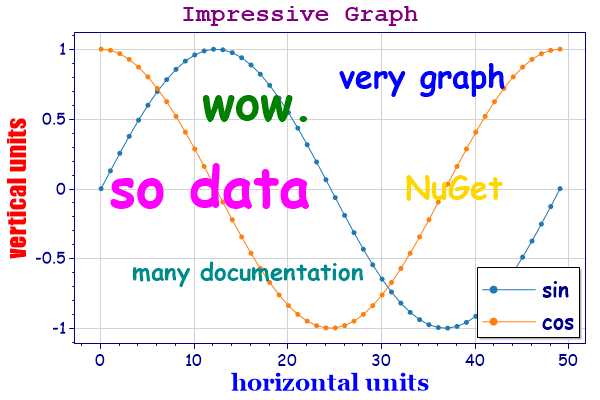 Impressive Graph
1
very graph
wow.
0.5
vertical units
so data
NuGet
0
-0.5
many documentation
sin
cos
-1
0
10
20
30
40
50
horizontal units